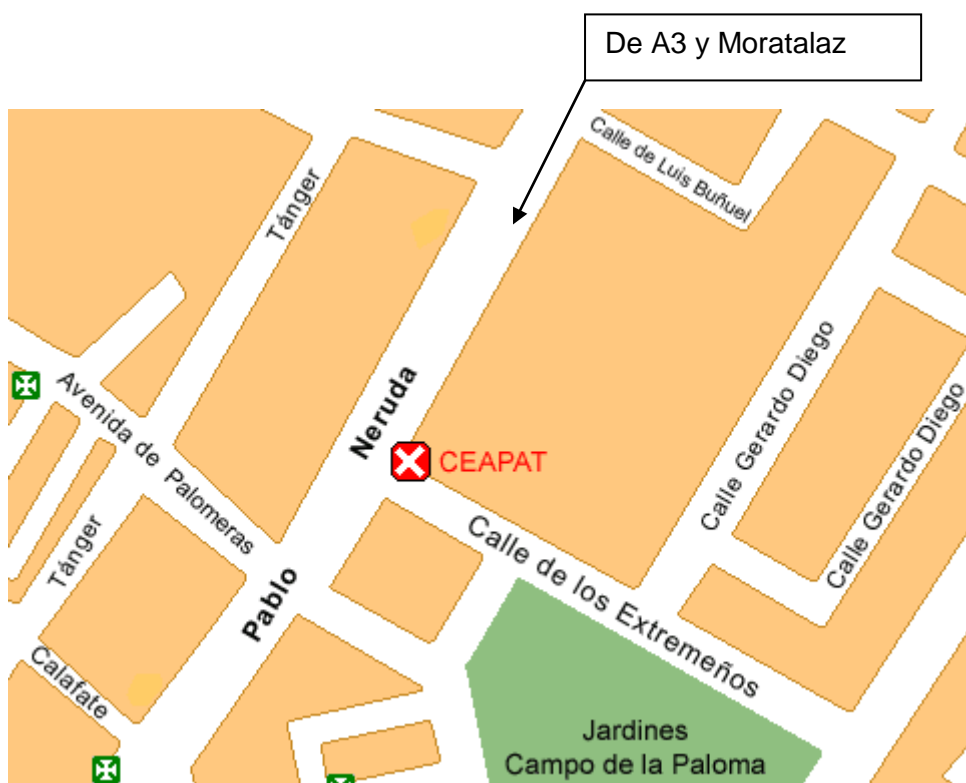 De A3 y Moratalaz
Calle de Luis Buñuel
Tánger
Neruda
Avenida de Palomeras
CEAPAT
Calle Gerardo Diego
Calle Gerardo Diego
Tánger
Pablo
Calle de los Extremeños
Calafate
Jardines
Campo de la Paloma